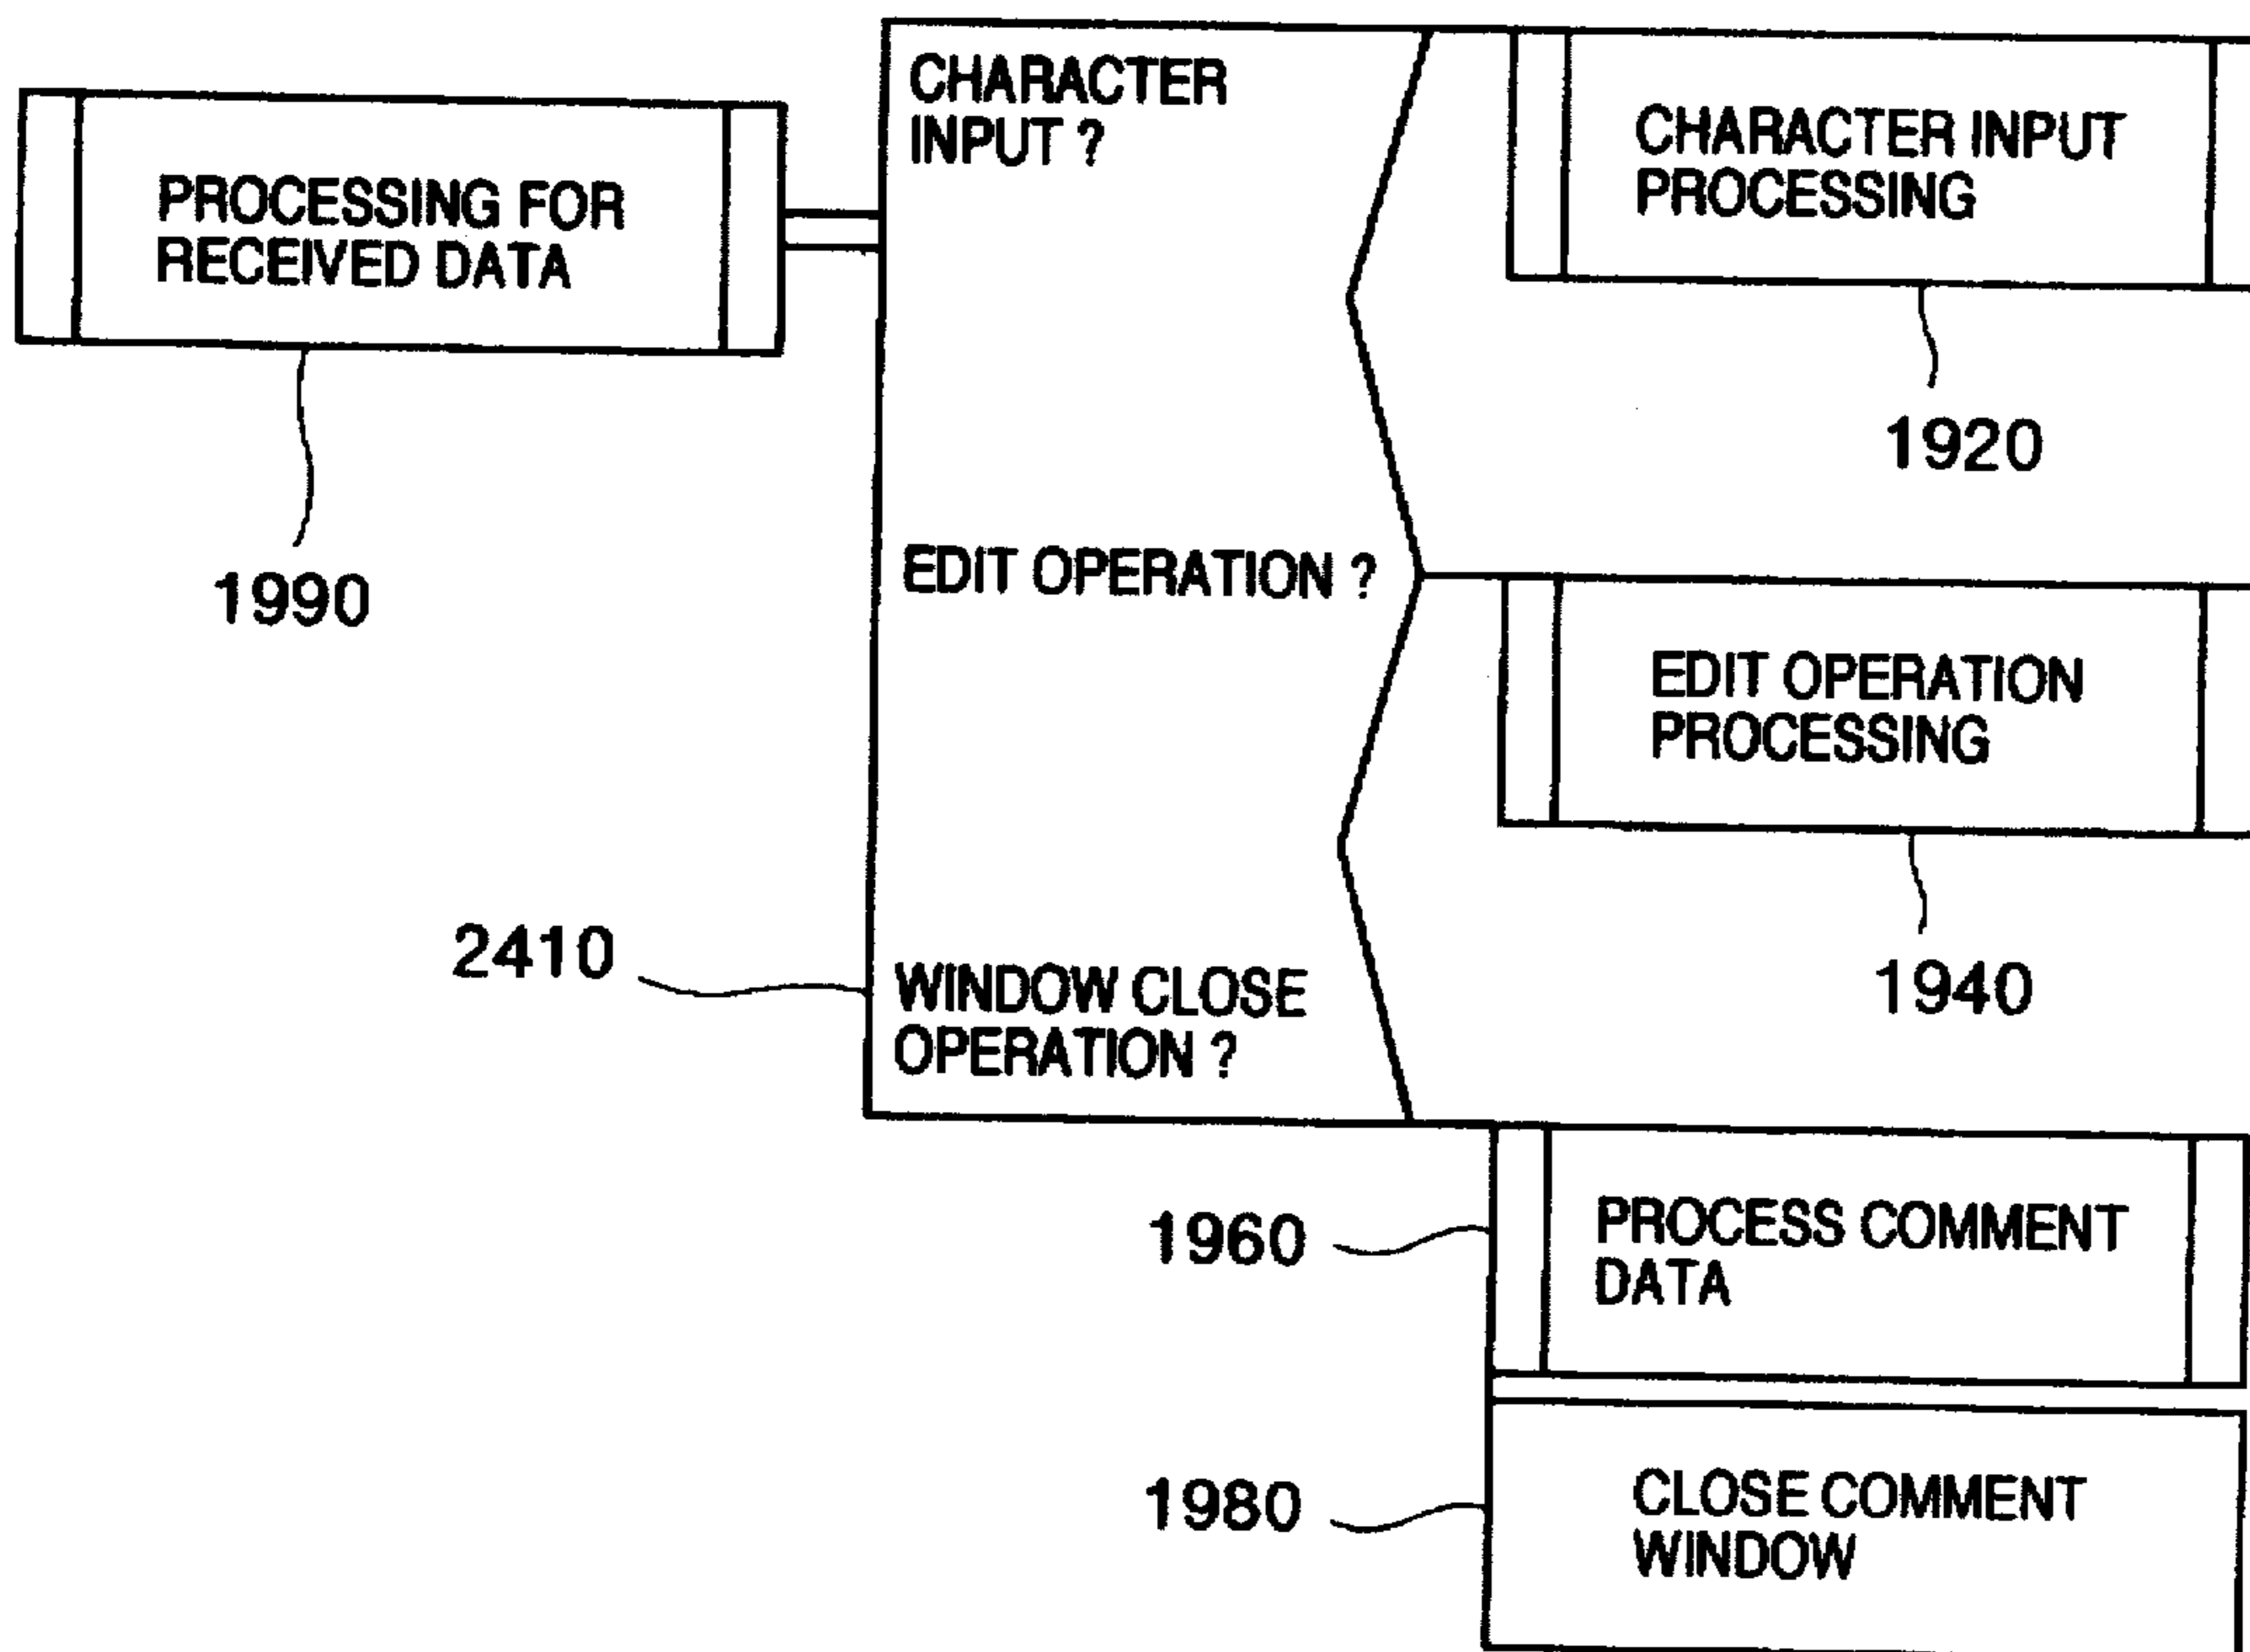 CHARACTER
INPUT ?
CHARACTER INPUT
PROCESSING
PROCESSING FOR
RECEIVED DATA
1920
EDIT OPERATION ?
1990
EDIT OPERATION
PROCESSING
2410
WINDOW CLOSE
OPERATION ?
1940
1960
PROCESS COMMENT
DATA
1980
CLOSE COMMENT
WINDOW